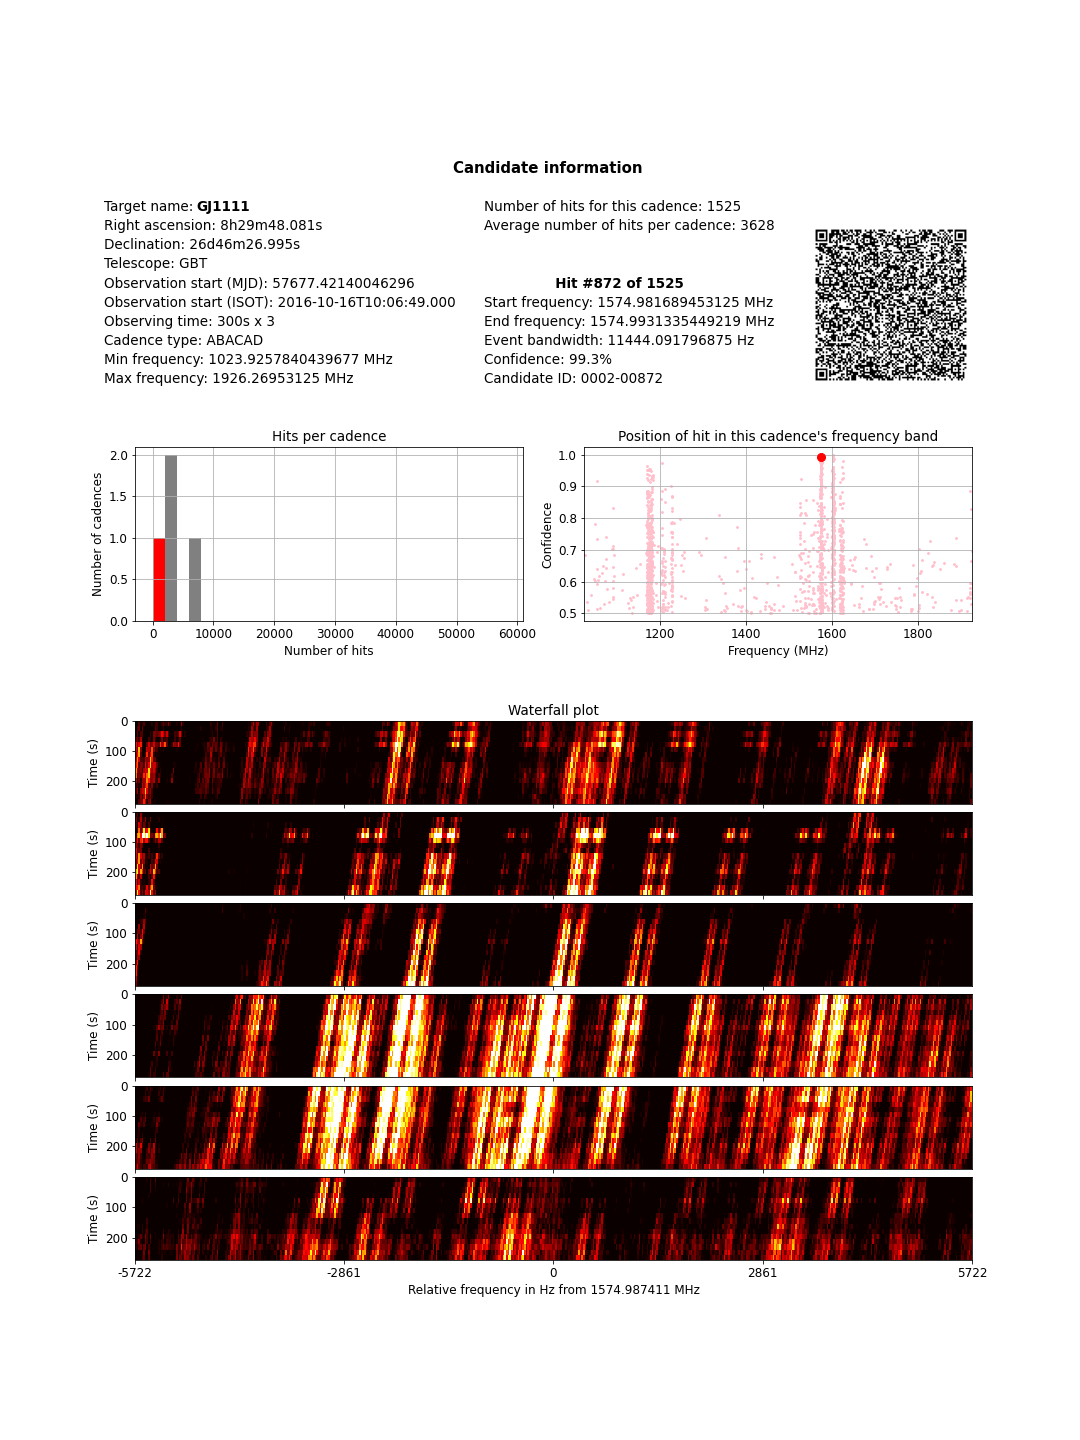 Candidate information
Target name: GJ1111
Right ascension: 8h29m48.081s
Declination: 26d46m26.995s
Telescope: GBT
Observation start (MJD): 57677.42140046296
Observation start (ISOT): 2016-10-16T10:06:49.000
Observing time: 300s x 3
Cadence type: ABACAD
Min frequency: 1023.9257840439677 MHz
Max frequency: 1926.26953125 MHz
Number of hits for this cadence: 1525
Average number of hits per cadence: 3628
Hit #872 of 1525
Start frequency: 1574.981689453125 MHz
End frequency: 1574.9931335449219 MHz
Event bandwidth: 11444.091796875 Hz
Confidence: 99.3%
Candidate ID: 0002-00872
Hits per cadence
Number of cadences
2.0
1.5
1.0
0.5
0.0
0 10000 20000 30000 40000 50000 60000
Number of hits
Position of hit in this cadence's frequency band
Confidence
1.0
0.9
0.8
0.7
0.6
0.5
1200 1400 1600 1800
Frequency (MHz)
Waterfall plot
Time (s)
0
100
200
Time (s)
0
100
200
Time (s)
0
100
200
Time (s)
0
100
200
Time (s)
0
100
200
Time (s)
0
100
200
-5722 -2861 0 2861 5722
Relative frequency in Hz from 1574.987411 MHz